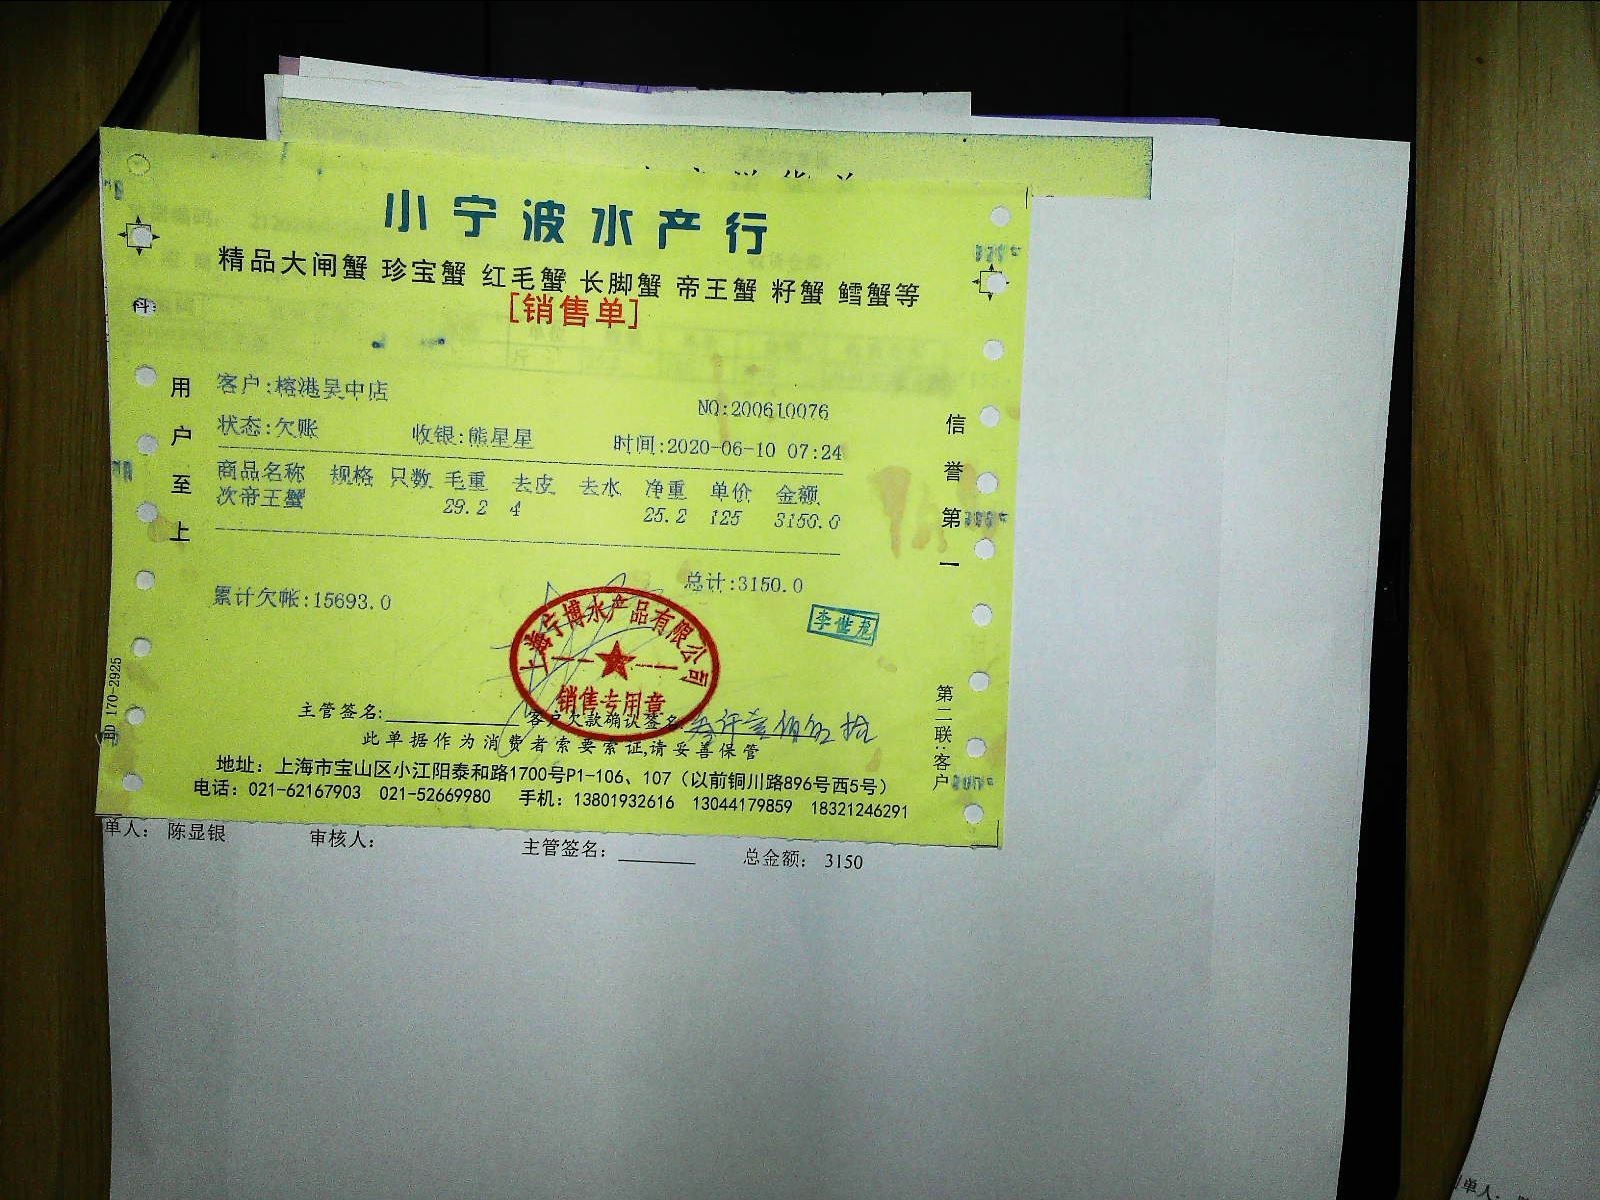 小宁波水产行
精品大闸蟹 珍宝蟹 红毛蟹 长脚蟹 帝王蟹 籽蟹 鳕蟹等
[销售单]
用户至上
信誉第一
客户:榕港吴中店
NO:200610076
状态:欠账 收银:熊星星 时间:2020-06-10 07:24
商品名称 规格 只数 毛重 去皮 去水 净重 单价 金额
次帝王蟹 29.2 4 25.2 125 3150.0
总计:3150.0
累计欠帐:15693.0
李世龙
上海宁博水产品有限公司
销售专用章
第二联:客户
170-2925
主管签名: 客户欠款确认签名: 叁仟壹佰伍拾
此单据作为消费者索要索证,请妥善保管
地址：上海市宝山区小江阳泰和路1700号P1-106、107（以前铜川路896号西5号）
电话：021-62167903 021-52669980 手机：13801932616 13044179859 18321246291
单人： 陈显银 审核人： 主管签名： 总金额： 3150
单人：